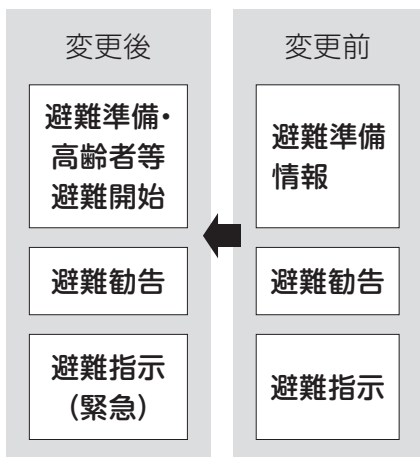 変更後
避難準備・
高齢者等
避難開始
避難勧告
避難指示
（緊急）
変更前
避難準備
情報
避難勧告
避難指示